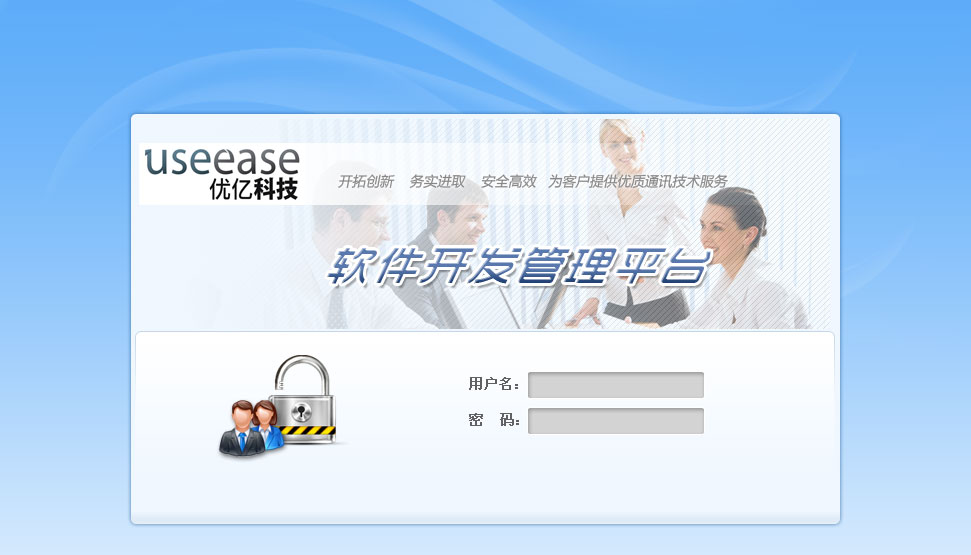 useease
优亿科技
开拓创新 务实进取 安全高效 为客户提供优质通讯技术服务
软件开发管理平台
用户名：
密 码：